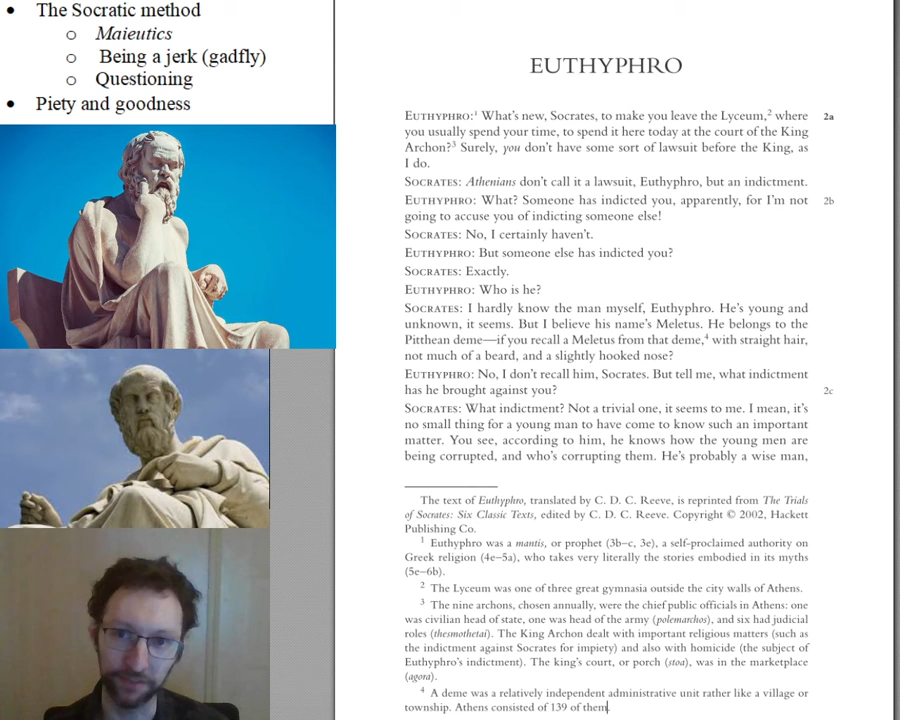 • The Socratic method
o Maieutics
o Being a jerk (gadfly)
o Questioning
• Piety and goodness
EUTHYPHRO
EUTHYPHRO:¹ What's new, Socrates, to make you leave the Lyceum,² where 2a
you usually spend your time, to spend it here today at the court of the King
Archon?³ Surely, you don't have some sort of lawsuit before the King, as
I do.
SOCRATES: Athenians don't call it a lawsuit, Euthyphro, but an indictment.
EUTHYPHRO: What? Someone has indicted you, apparently, for I'm not 2b
going to accuse you of indicting someone else!
SOCRATES: No, I certainly haven't.
EUTHYPHRO: But someone else has indicted you?
SOCRATES: Exactly.
EUTHYPHRO: Who is he?
SOCRATES: I hardly know the man myself, Euthyphro. He's young and
unknown, it seems. But I believe his name's Meletus. He belongs to the
Pitthean deme—if you recall a Meletus from that deme,⁴ with straight hair,
not much of a beard, and a slightly hooked nose?
EUTHYPHRO: No, I don't recall him, Socrates. But tell me, what indictment
has he brought against you? 2c
SOCRATES: What indictment? Not a trivial one, it seems to me. I mean, it's
no small thing for a young man to have come to know such an important
matter. You see, according to him, he knows how the young men are
being corrupted, and who's corrupting them. He's probably a wise man,
The text of Euthyphro, translated by C. D. C. Reeve, is reprinted from The Trials
of Socrates: Six Classic Texts, edited by C. D. C. Reeve. Copyright © 2002, Hackett
Publishing Co.
¹ Euthyphro was a mantis, or prophet (3b–c, 3e), a self-proclaimed authority on
Greek religion (4e–5a), who takes very literally the stories embodied in its myths
(5e–6b).
² The Lyceum was one of three great gymnasia outside the city walls of Athens.
³ The nine archons, chosen annually, were the chief public officials in Athens: one
was civilian head of state, one was head of the army (polemarchos), and six had judicial
roles (thesmothetai). The King Archon dealt with important religious matters (such as
the indictment against Socrates for impiety) and also with homicide (the subject of
Euthyphro's indictment). The king's court, or porch (stoa), was in the marketplace
(agora).
⁴ A deme was a relatively independent administrative unit rather like a village or
township. Athens consisted of 139 of them.